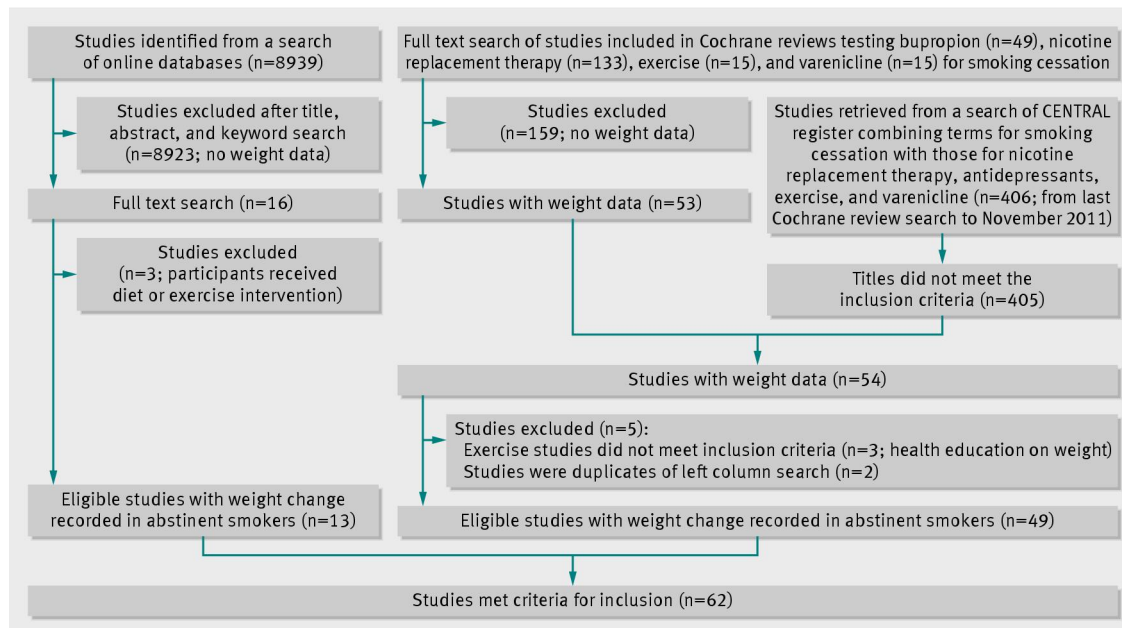 Studies identified from a search
of online databases (n=8939)
Studies excluded after title,
abstract, and keyword search
(n=8923; no weight data)
Full text search (n=16)
Studies excluded
(n=3; participants received
diet or exercise intervention)
Eligible studies with weight change
recorded in abstinent smokers (n=13)
Full text search of studies included in Cochrane reviews testing bupropion (n=49), nicotine
replacement therapy (n=133), exercise (n=15), and varenicline (n=15) for smoking cessation
Studies excluded
(n=159; no weight data)
Studies with weight data (n=53)
Studies retrieved from a search of CENTRAL
register combining terms for smoking
cessation with those for nicotine
replacement therapy, antidepressants,
exercise, and varenicline (n=406; from last
Cochrane review search to November 2011)
Titles did not meet the
inclusion criteria (n=405)
Studies with weight data (n=54)
Studies excluded (n=5):
Exercise studies did not meet inclusion criteria (n=3; health education on weight)
Studies were duplicates of left column search (n=2)
Eligible studies with weight change recorded in abstinent smokers (n=49)
Studies met criteria for inclusion (n=62)